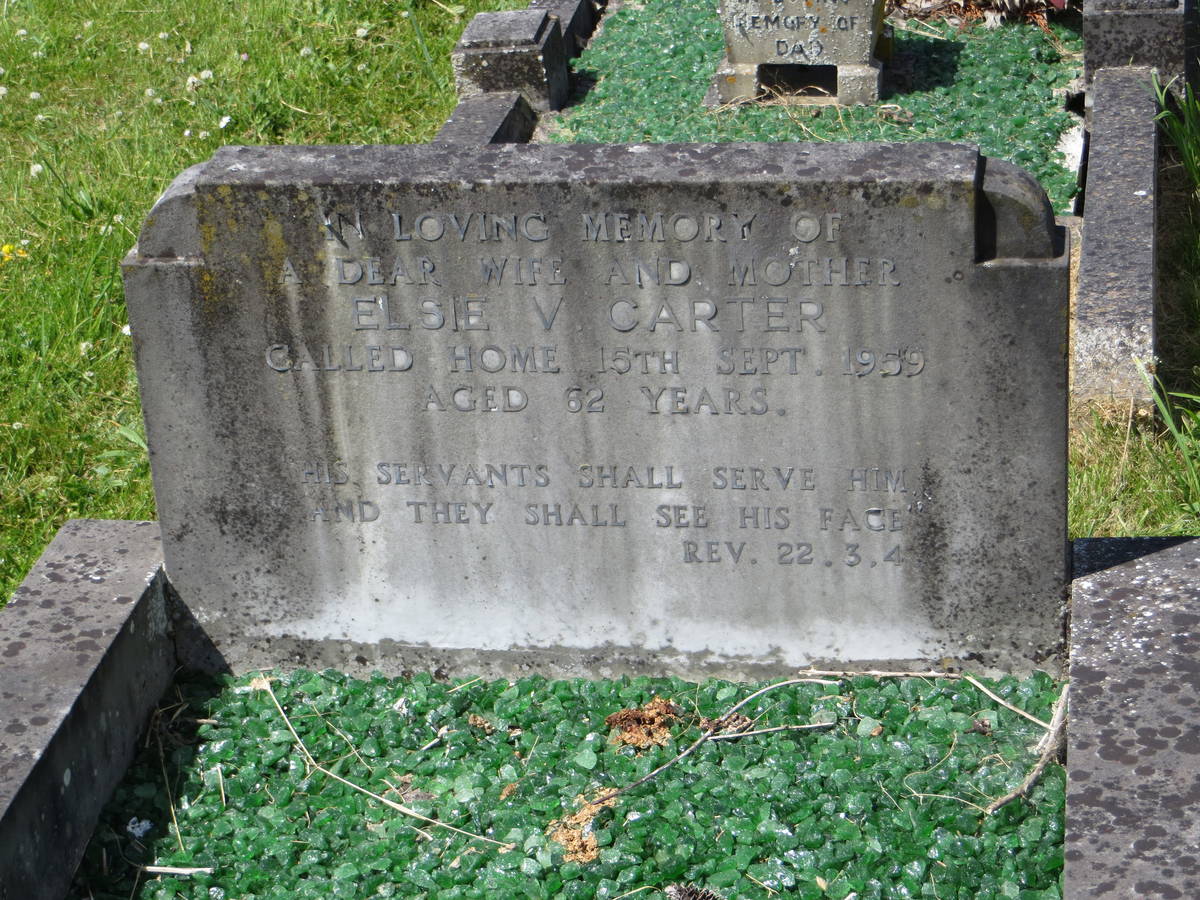 MEMORY OF
DAD
IN LOVING MEMORY OF
A DEAR WIFE AND MOTHER
ELSIE V. CARTER
CALLED HOME 15TH SEPT. 1959
AGED 62 YEARS.
HIS SERVANTS SHALL SERVE HIM,
AND THEY SHALL SEE HIS FACE"
REV. 22.3.4